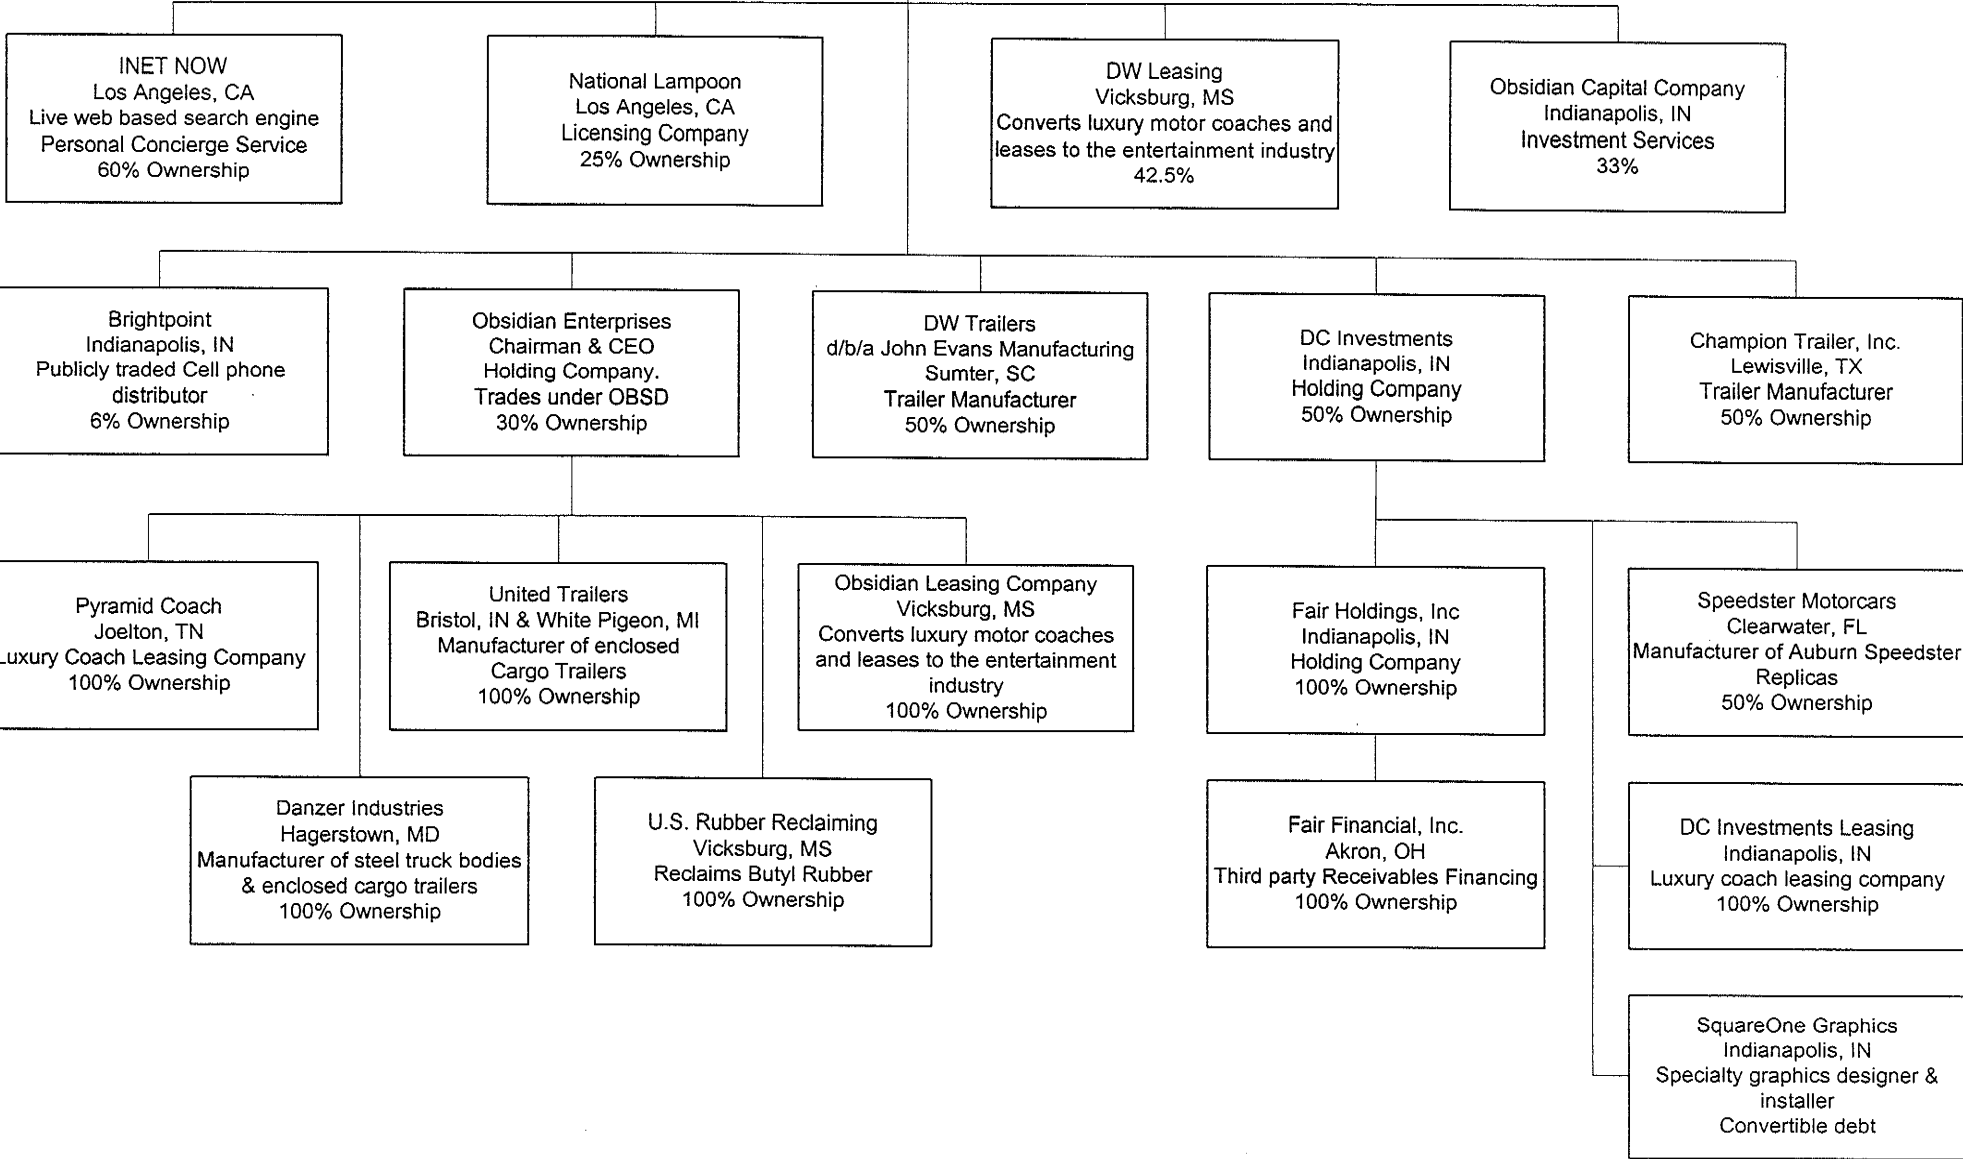 INET NOW
Los Angeles, CA
Live web based search engine
Personal Concierge Service
60% Ownership
National Lampoon
Los Angeles, CA
Licensing Company
25% Ownership
DW Leasing
Vicksburg, MS
Converts luxury motor coaches and
leases to the entertainment industry
42.5%
Obsidian Capital Company
Indianapolis, IN
Investment Services
33%
Brightpoint
Indianapolis, IN
Publicly traded Cell phone
distributor
6% Ownership
Obsidian Enterprises
Chairman & CEO
Holding Company.
Trades under OBSD
30% Ownership
DW Trailers
d/b/a John Evans Manufacturing
Sumter, SC
Trailer Manufacturer
50% Ownership
DC Investments
Indianapolis, IN
Holding Company
50% Ownership
Champion Trailer, Inc.
Lewisville, TX
Trailer Manufacturer
50% Ownership
Pyramid Coach
Joelton, TN
Luxury Coach Leasing Company
100% Ownership
United Trailers
Bristol, IN & White Pigeon, MI
Manufacturer of enclosed
Cargo Trailers
100% Ownership
Obsidian Leasing Company
Vicksburg, MS
Converts luxury motor coaches
and leases to the entertainment
industry
100% Ownership
Fair Holdings, Inc
Indianapolis, IN
Holding Company
100% Ownership
Speedster Motorcars
Clearwater, FL
Manufacturer of Auburn Speedster
Replicas
50% Ownership
Danzer Industries
Hagerstown, MD
Manufacturer of steel truck bodies
& enclosed cargo trailers
100% Ownership
U.S. Rubber Reclaiming
Vicksburg, MS
Reclaims Butyl Rubber
100% Ownership
Fair Financial, Inc.
Akron, OH
Third party Receivables Financing
100% Ownership
DC Investments Leasing
Indianapolis, IN
Luxury coach leasing company
100% Ownership
SquareOne Graphics
Indianapolis, IN
Specialty graphics designer &
installer
Convertible debt